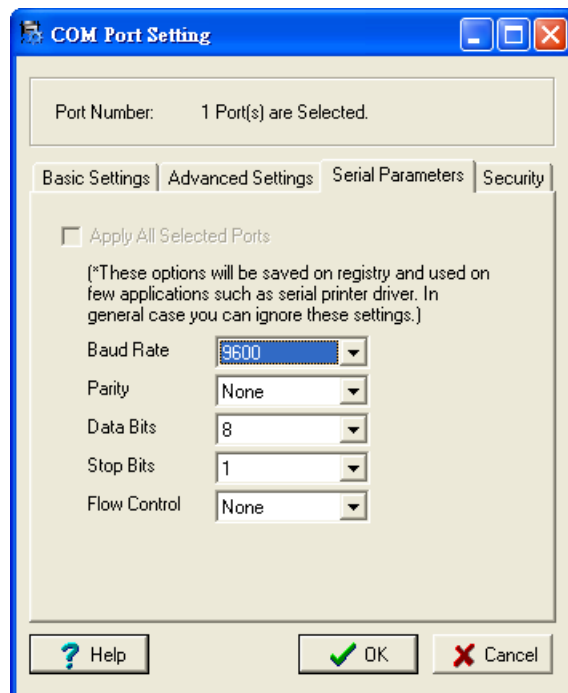 COM Port Setting
Port Number: 1 Port(s) are Selected.
Basic Settings Advanced Settings Serial Parameters Security
Apply All Selected Ports
(*These options will be saved on registry and used on
few applications such as serial printer driver. In
general case you can ignore these settings.)
Baud Rate 9600
Parity None
Data Bits 8
Stop Bits 1
Flow Control None
Help OK Cancel